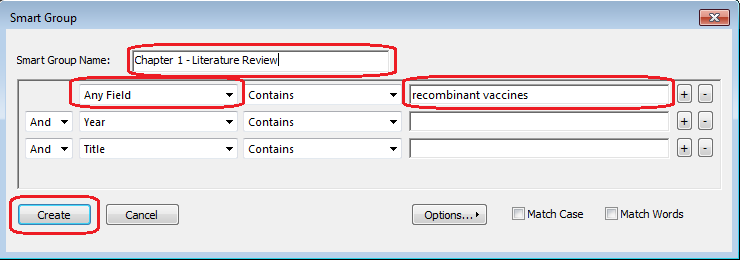 Smart Group
Smart Group Name: Chapter 1 - Literature Review
Any Field Contains recombinant vaccines + -
And Year Contains + -
And Title Contains + -
Create Cancel Options... Match Case Match Words